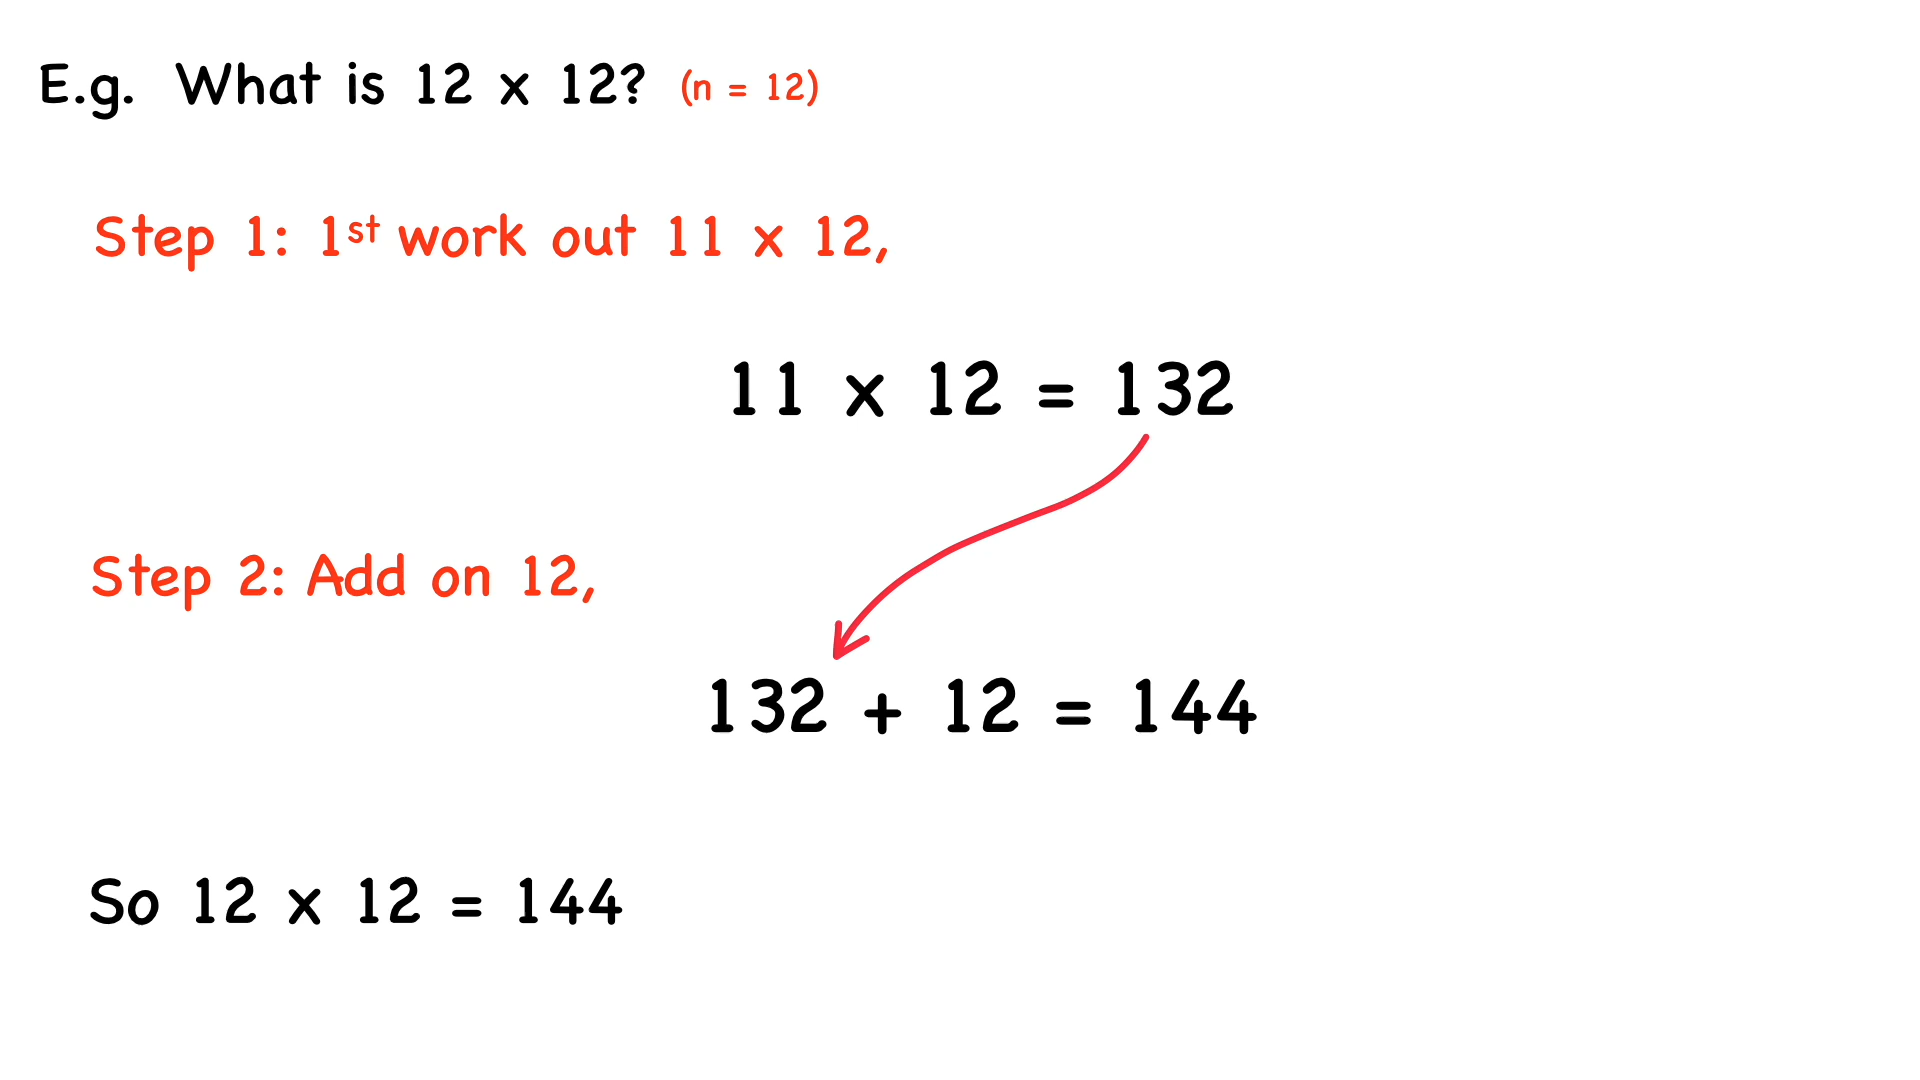 E.g. What is 12 x 12? (n = 12)
Step 1: 1st work out 11 x 12,
11 x 12 = 132
Step 2: Add on 12,
132 + 12 = 144
So 12 x 12 = 144